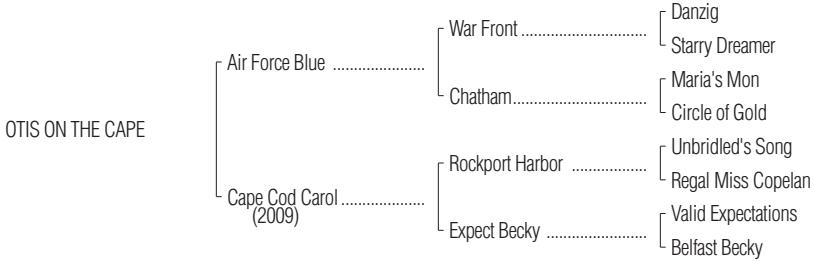 OTIS ON THE CAPE
Air Force Blue ......................
Cape Cod Carol ....................
(2009)
War Front ..............................
Chatham................................
Rockport Harbor ..................
Expect Becky ........................
Danzig
Starry Dreamer
Maria's Mon
Circle of Gold
Unbridled's Song
Regal Miss Copelan
Valid Expectations
Belfast Becky